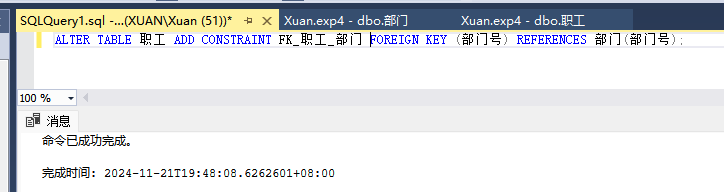 SQLQuery1.sql -...(XUAN\Xuan (51))* Xuan.exp4 - dbo.部门 Xuan.exp4 - dbo.职工
ALTER TABLE 职工 ADD CONSTRAINT FK_职工_部门 FOREIGN KEY (部门号) REFERENCES 部门(部门号);
100 %
消息
命令已成功完成。
完成时间: 2024-11-21T19:48:08.6262601+08:00